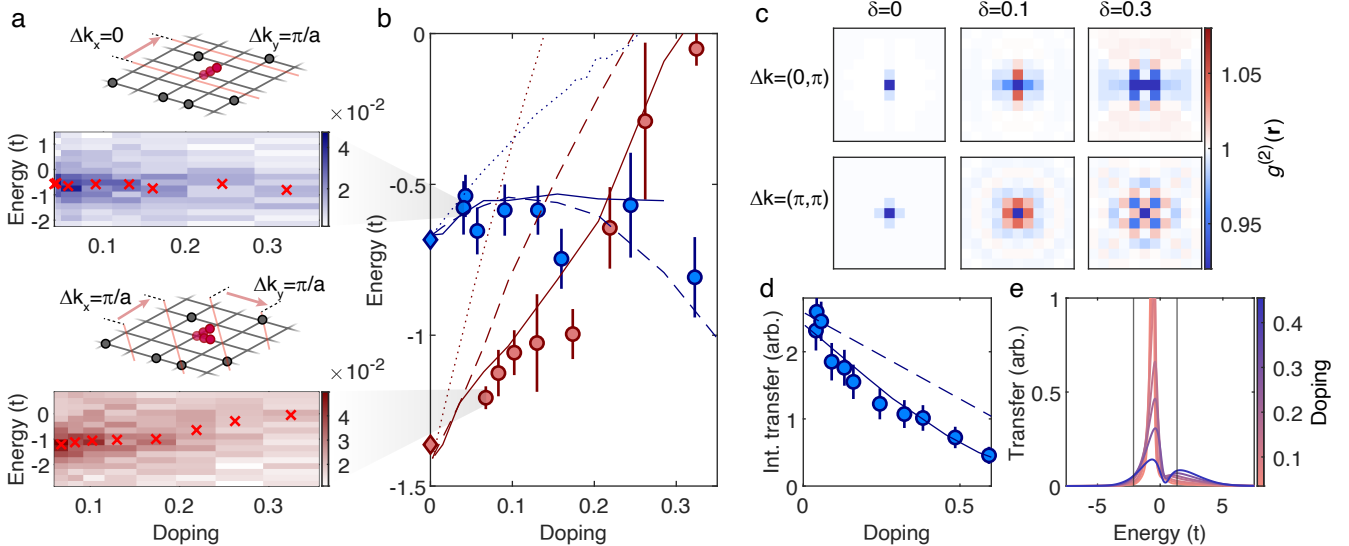 a
Δk_x=0
Δk_y=π/a
× 10⁻²
Energy (t)
1
0
-1
-2
4
2
0.1
0.2
0.3
Δk_x=π/a
Δk_y=π/a
× 10⁻²
Energy (t)
0
-1
-2
4
3
2
0.1
0.2
0.3
Doping
b
Energy (t)
0
-0.5
-1
-1.5
0
0.1
0.2
0.3
Doping
c
δ=0
δ=0.1
δ=0.3
Δk=(0,π)
Δk=(π,π)
1.05
1
0.95
g⁽²⁾(r)
d
Int. transfer (arb.)
2
1
0
0
0.5
Doping
e
Transfer (arb.)
1
0.5
0
-5
0
5
Energy (t)
0.4
0.3
0.2
0.1
Doping